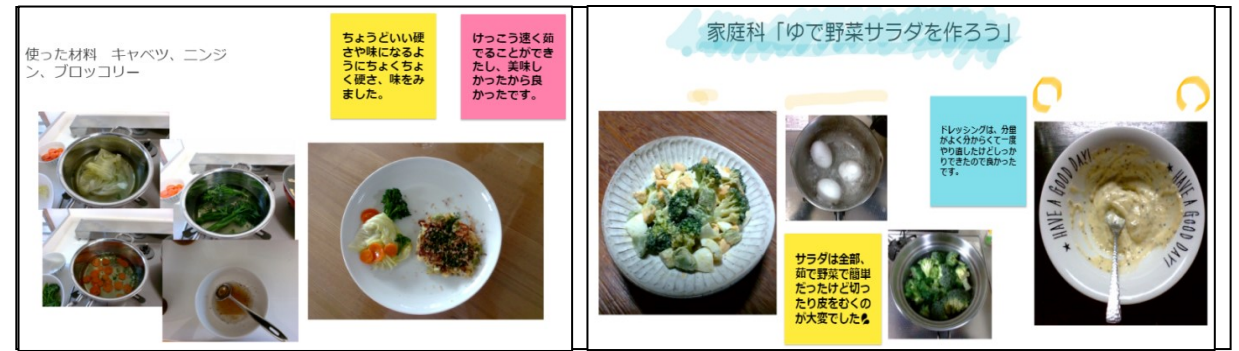 使った材料　キャベツ、ニンジ
ン、ブロッコリー
ちょうどいい硬
さや味になるよ
うにちょくちょ
く硬さ、味をみ
ました。
けっこう速く茹
でることができ
たし、美味し
かったから良
かったです。
家庭科「ゆで野菜サラダを作ろう」
ドレッシングは、分量
がよく分からくて一度
やり直したけどしっか
りできたので良かった
です。
サラダは全部、
茹で野菜で簡単
だったけど切っ
たり皮をむくの
が大変でした💦
HAVE A GOOD DAY!
★ HAVE A GOOD DAY!